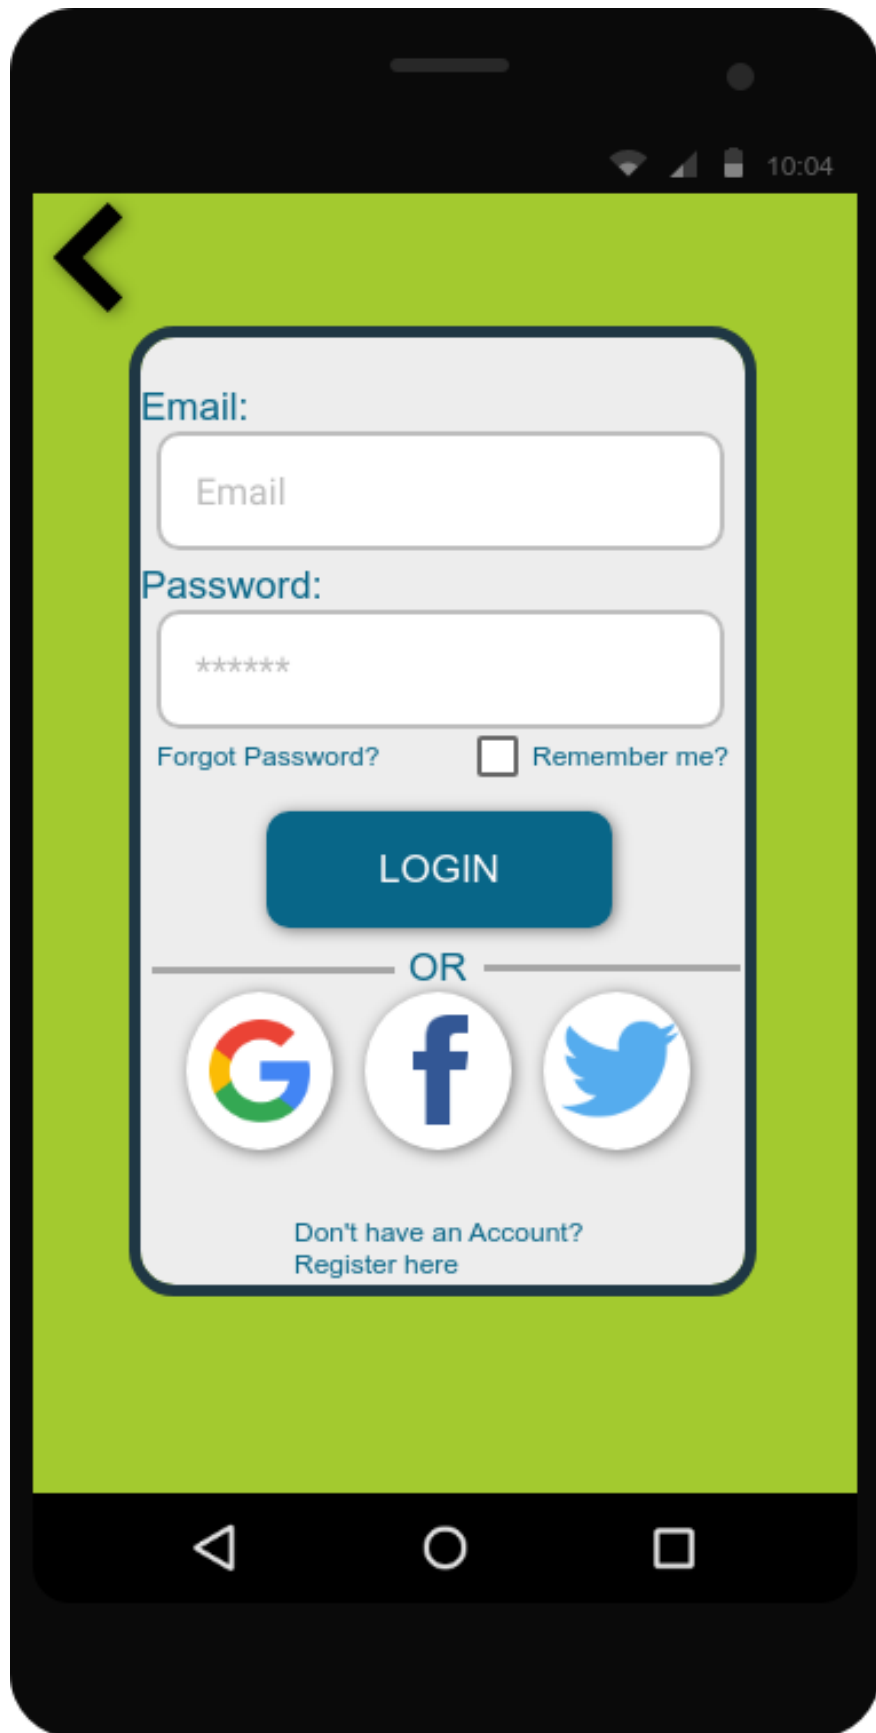 10:04
Email:
Email
Password:
******
Forgot Password? Remember me?
LOGIN
OR
Don't have an Account?
Register here